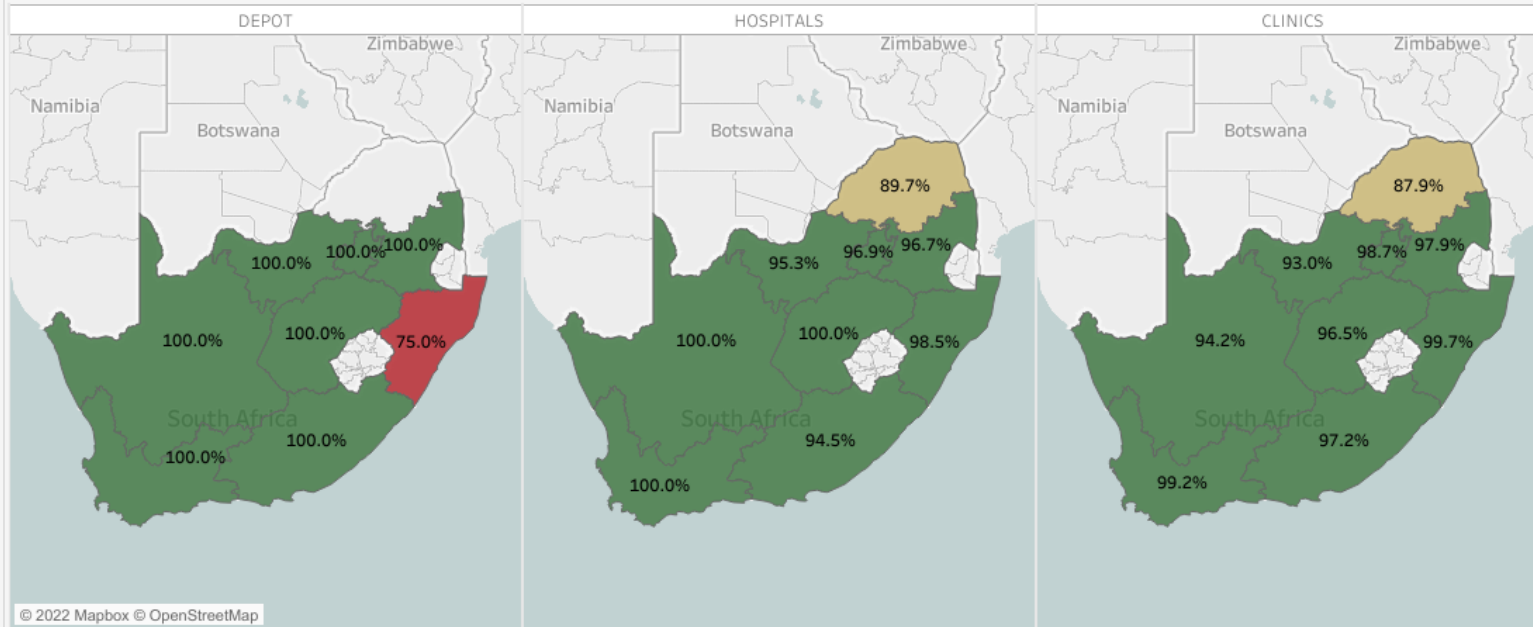 DEPOT
Zimbabwe
Namibia
Botswana
100.0%
100.0%
100.0%
100.0%
100.0%
75.0%
South Africa
100.0%
100.0%
© 2022 Mapbox © OpenStreetMap
HOSPITALS
Zimbabwe
Namibia
Botswana
89.7%
96.7%
96.9%
95.3%
100.0%
100.0%
98.5%
South Africa
94.5%
100.0%
CLINICS
Zimbabwe
Namibia
Botswana
87.9%
97.9%
98.7%
93.0%
94.2%
96.5%
99.7%
South Africa
97.2%
99.2%